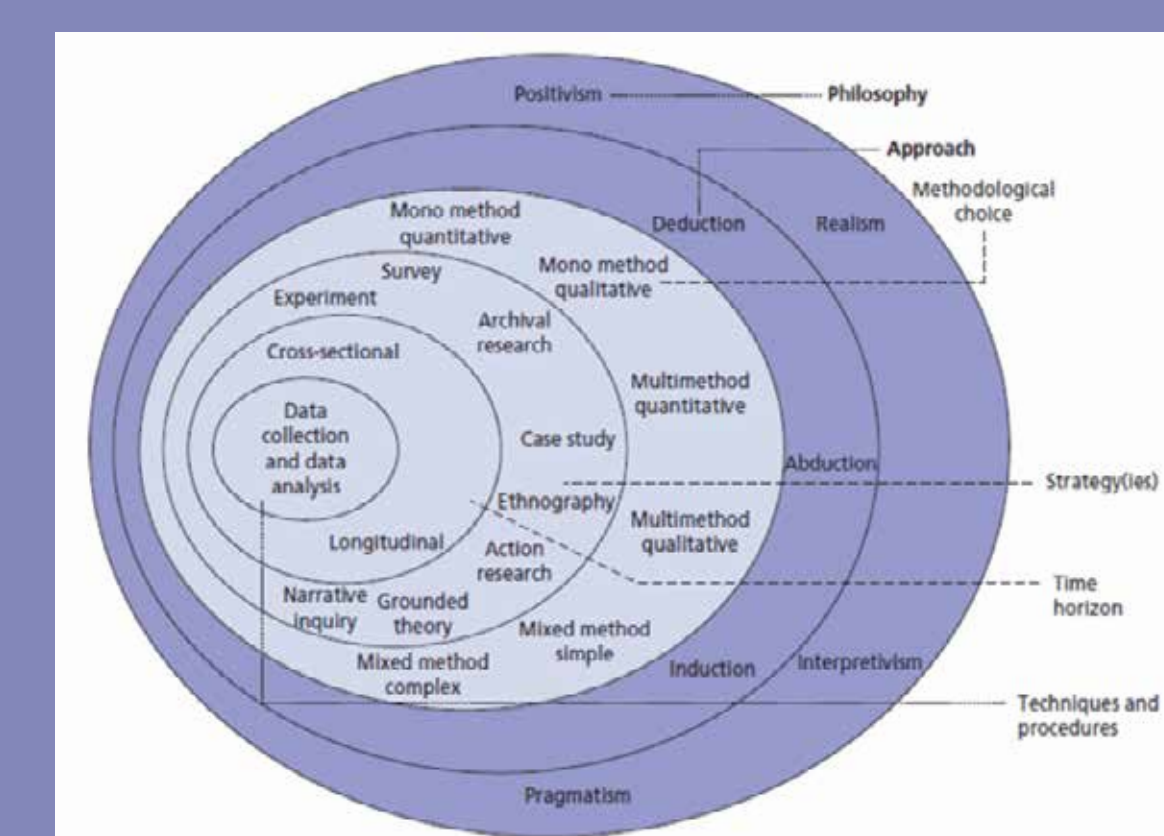 Positivism
Philosophy
Approach
Methodological
choice
Mono method
quantitative
Deduction
Realism
Survey
Mono method
qualitative
Experiment
Archival
research
Cross-sectional
Multimethod
quantitative
Data
collection
and data
analysis
Case study
Abduction
Strategy(ies)
Ethnography
Multimethod
qualitative
Longitudinal
Action
research
Time
horizon
Narrative
inquiry
Grounded
theory
Mixed method
simple
Mixed method
complex
Induction
Interpretivism
Techniques and
procedures
Pragmatism